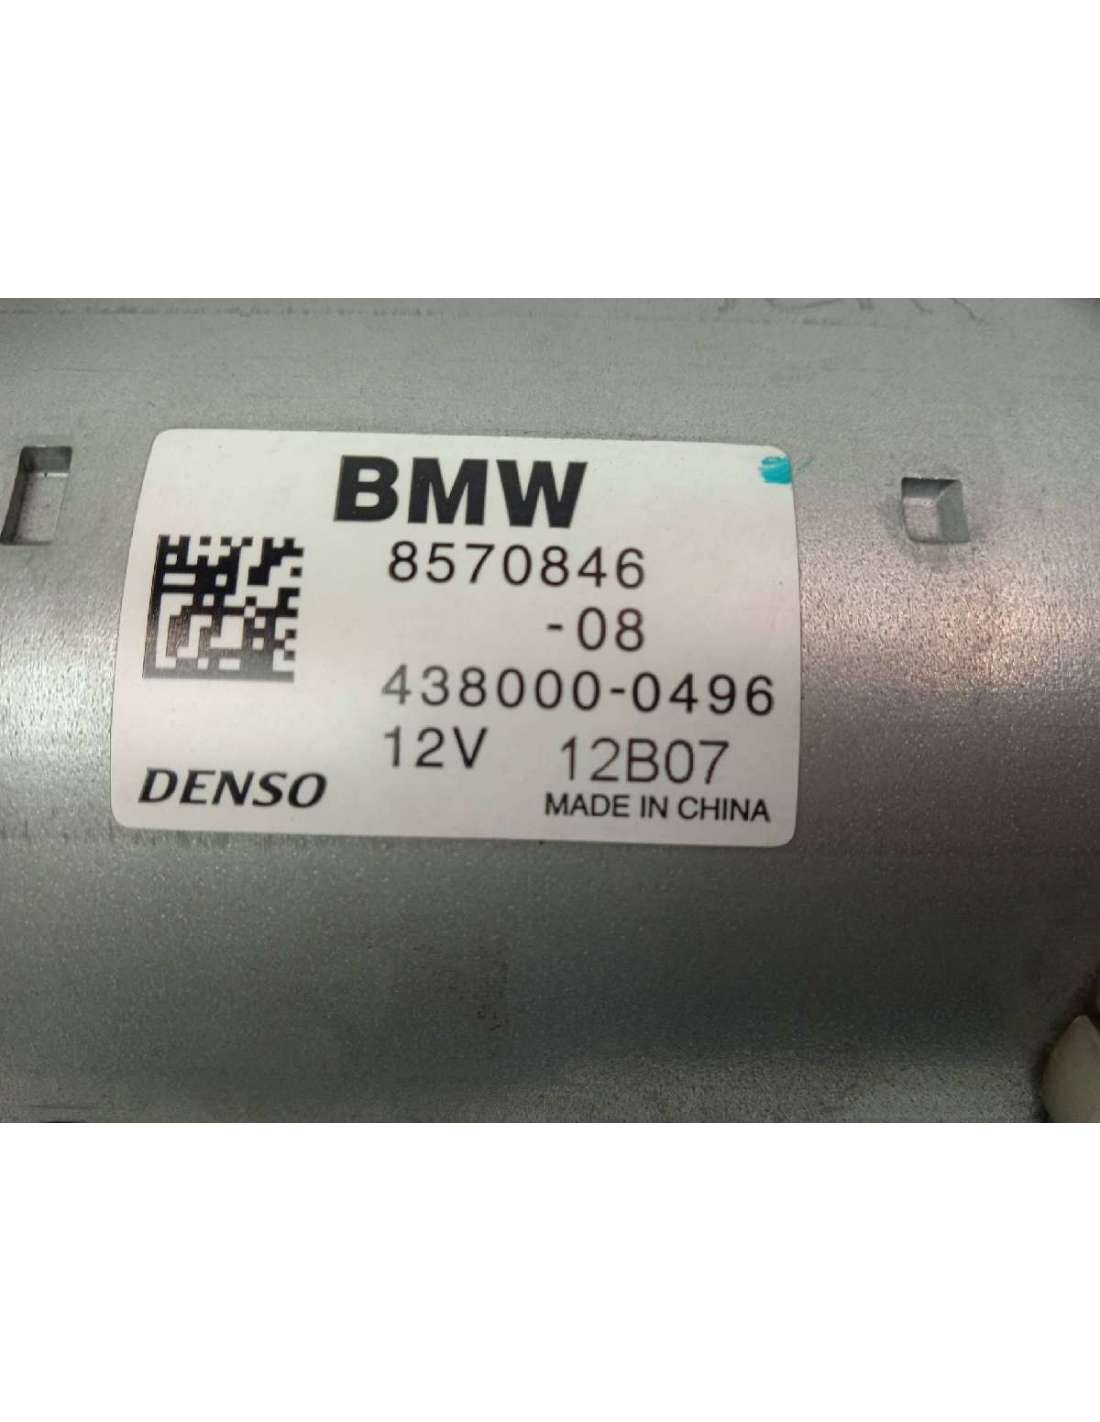 BMW
8570846
-08
438000-0496
12V 12B07
DENSO
MADE IN CHINA